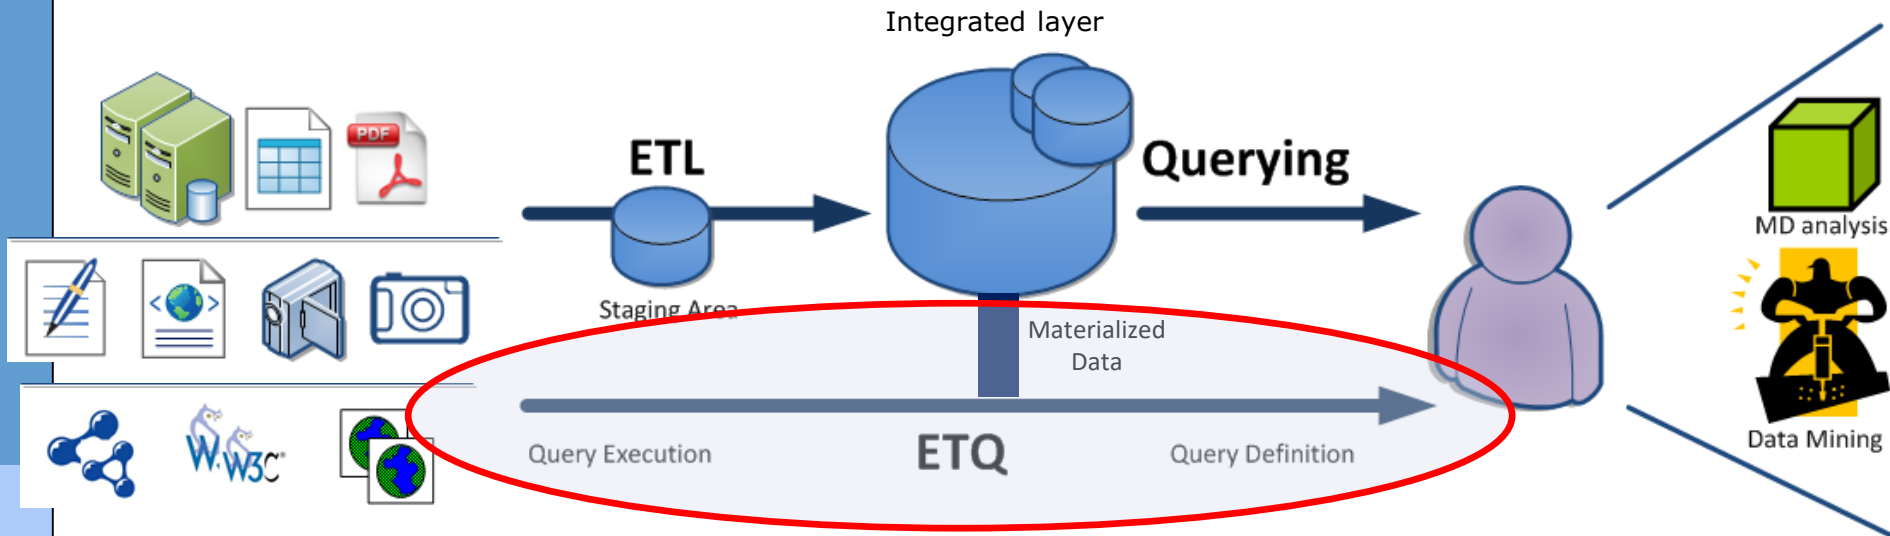 Integrated layer
PDF
ETL
Querying
Staging Area
MD analysis
Materialized
Data
W3C
Query Execution
ETQ
Query Definition
Data Mining